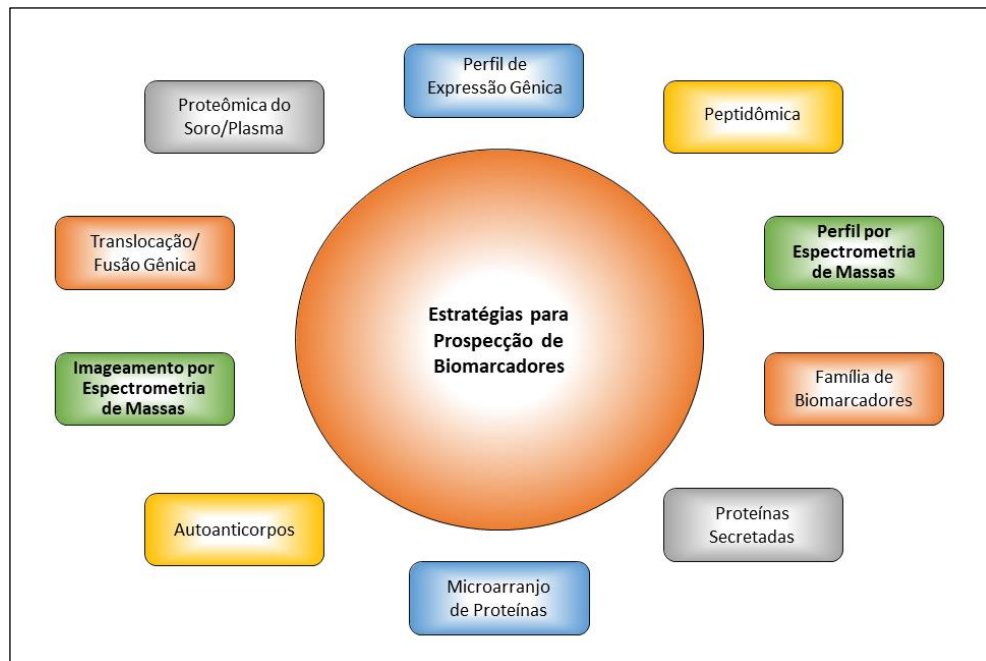 Perfil de
Expressão Gênica
Proteômica do
Soro/Plasma
Peptidômica
Translocação/
Fusão Gênica
Perfil por
Espectrometria
de Massas
Estratégias para
Prospecção de
Biomarcadores
Imageamento por
Espectrometria
de Massas
Família de
Biomarcadores
Autoanticorpos
Proteínas
Secretadas
Microarranjo
de Proteínas